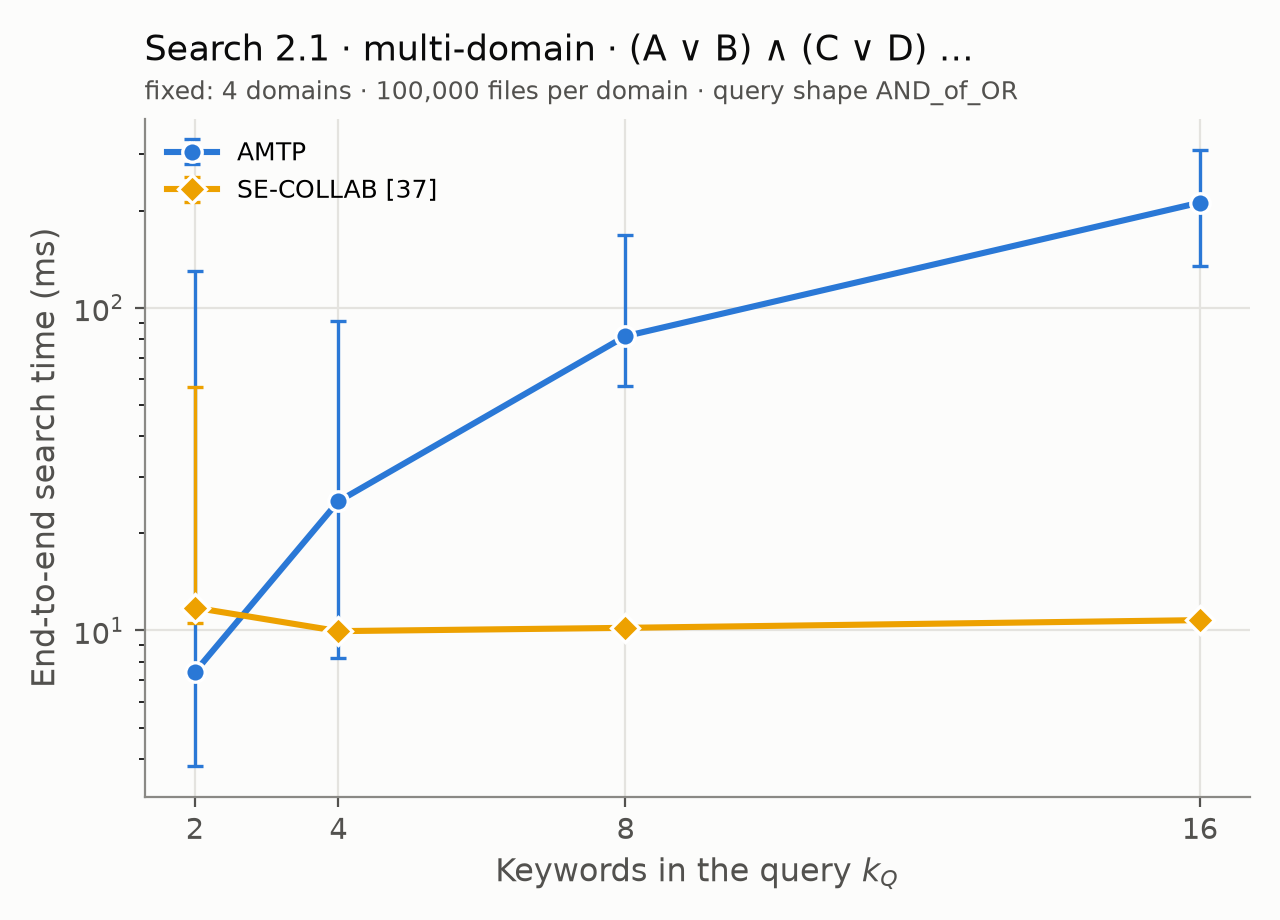 Search 2.1 · multi-domain · (A ∨ B) ∧ (C ∨ D) …
fixed: 4 domains · 100,000 files per domain · query shape AND_of_OR
AMTP
SE-COLLAB [37]
End-to-end search time (ms)
10²
10¹
2 4 8 16
Keywords in the query k_Q